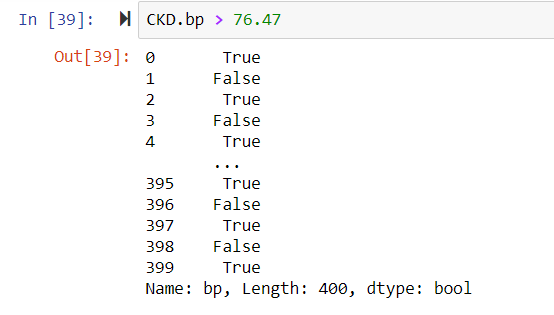 In [39]: CKD.bp > 76.47
Out[39]: 0 True
1 False
2 True
3 False
4 True
...
395 True
396 False
397 True
398 False
399 True
Name: bp, Length: 400, dtype: bool